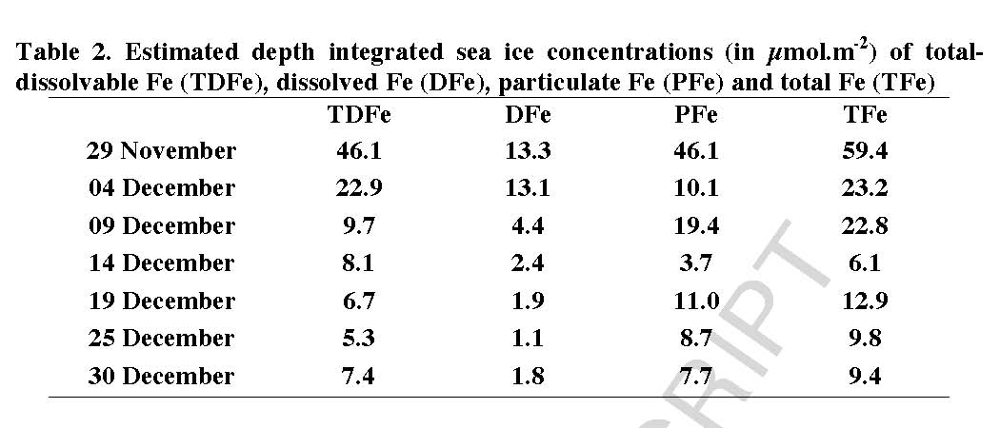 Table 2. Estimated depth integrated sea ice concentrations (in µmol.m-2) of total-
dissolvable Fe (TDFe), dissolved Fe (DFe), particulate Fe (PFe) and total Fe (TFe)
TDFe DFe PFe TFe
29 November 46.1 13.3 46.1 59.4
04 December 22.9 13.1 10.1 23.2
09 December 9.7 4.4 19.4 22.8
14 December 8.1 2.4 3.7 6.1
19 December 6.7 1.9 11.0 12.9
25 December 5.3 1.1 8.7 9.8
30 December 7.4 1.8 7.7 9.4